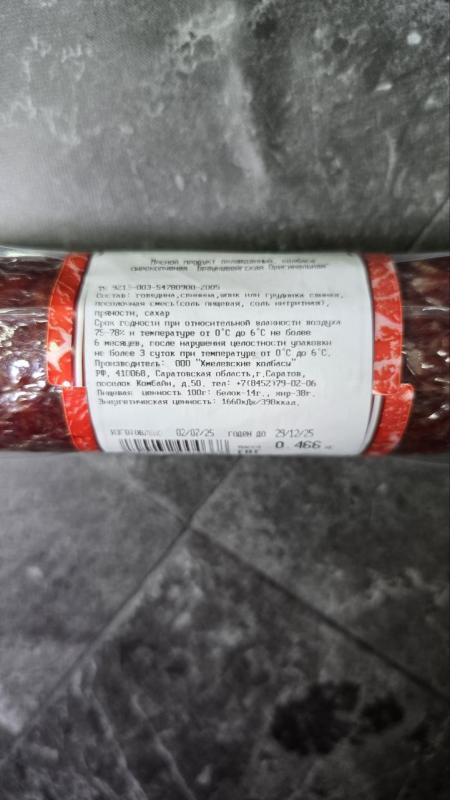 Мясной продукт охлажденный, колбаса
сырокопченая "Брауншвейгская Оригинальная"
ТУ 9213-003-54780900-2005
Состав: говядина,свинина,шпик или грудинка свиная,
посолочная смесь(соль пищевая, соль нитритная),
пряности, сахар
Срок годности при относительной влажности воздуха
75-78% и температуре от 0°С до 6°С не более
6 месяцев, после нарушения целостности упаковки
не более 3 суток при температуре от 0°С до 6°С.
Производитель: ООО "Хмелевские колбасы"
РФ, 410068, Саратовская область,г.Саратов,
поселок Комбайн, д.50. тел: +7(8452)79-02-06
Пищевая ценность 100г: белок-14г., жир-38г.
Энергетическая ценность: 1660кДж/398ккал.
ИЗГОТОВЛЕНО 02/07/25 ГОДЕН ДО 29/12/25
МАССА 0.466 кг
EAC